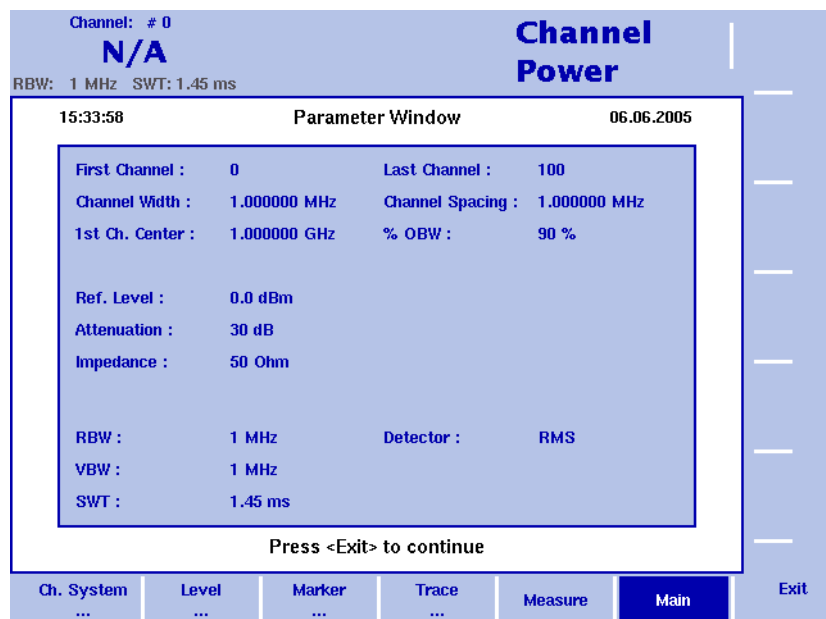 Channel: # 0
N/A
RBW: 1 MHz SWT: 1.45 ms
Channel
Power
15:33:58 Parameter Window 06.06.2005
First Channel : 0 Last Channel : 100
Channel Width : 1.000000 MHz Channel Spacing : 1.000000 MHz
1st Ch. Center : 1.000000 GHz % OBW : 90 %
Ref. Level : 0.0 dBm
Attenuation : 30 dB
Impedance : 50 Ohm
RBW : 1 MHz Detector : RMS
VBW : 1 MHz
SWT : 1.45 ms
Press <Exit> to continue
Ch. System ... Level ... Marker ... Trace ... Measure Main Exit